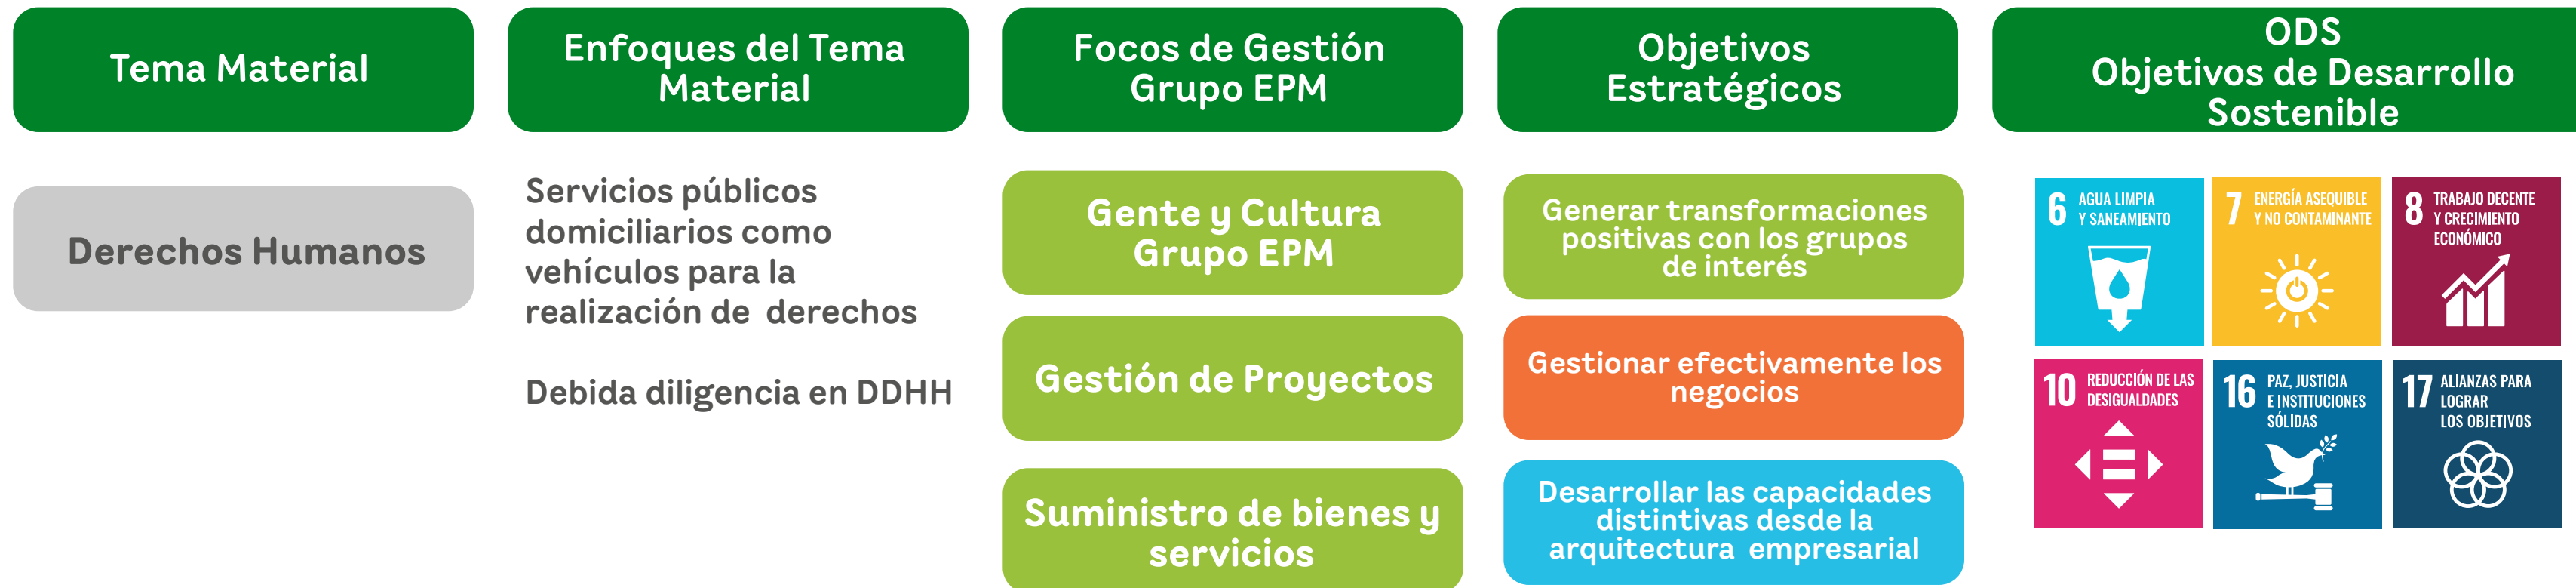 Tema Material
Enfoques del Tema
Material
Focos de Gestión
Grupo EPM
Objetivos
Estratégicos
ODS
Objetivos de Desarrollo
Sostenible
Derechos Humanos
Servicios públicos
domiciliarios como
vehículos para la
realización de derechos
Debida diligencia en DDHH
Gente y Cultura
Grupo EPM
Gestión de Proyectos
Suministro de bienes y
servicios
Generar transformaciones
positivas con los grupos
de interés
Gestionar efectivamente los
negocios
Desarrollar las capacidades
distintivas desde la
arquitectura empresarial
6 AGUA LIMPIA
Y SANEAMIENTO
7 ENERGÍA ASEQUIBLE
Y NO CONTAMINANTE
8 TRABAJO DECENTE
Y CRECIMIENTO
ECONÓMICO
10 REDUCCIÓN DE LAS
DESIGUALDADES
16 PAZ, JUSTICIA
E INSTITUCIONES
SÓLIDAS
17 ALIANZAS PARA
LOGRAR
LOS OBJETIVOS